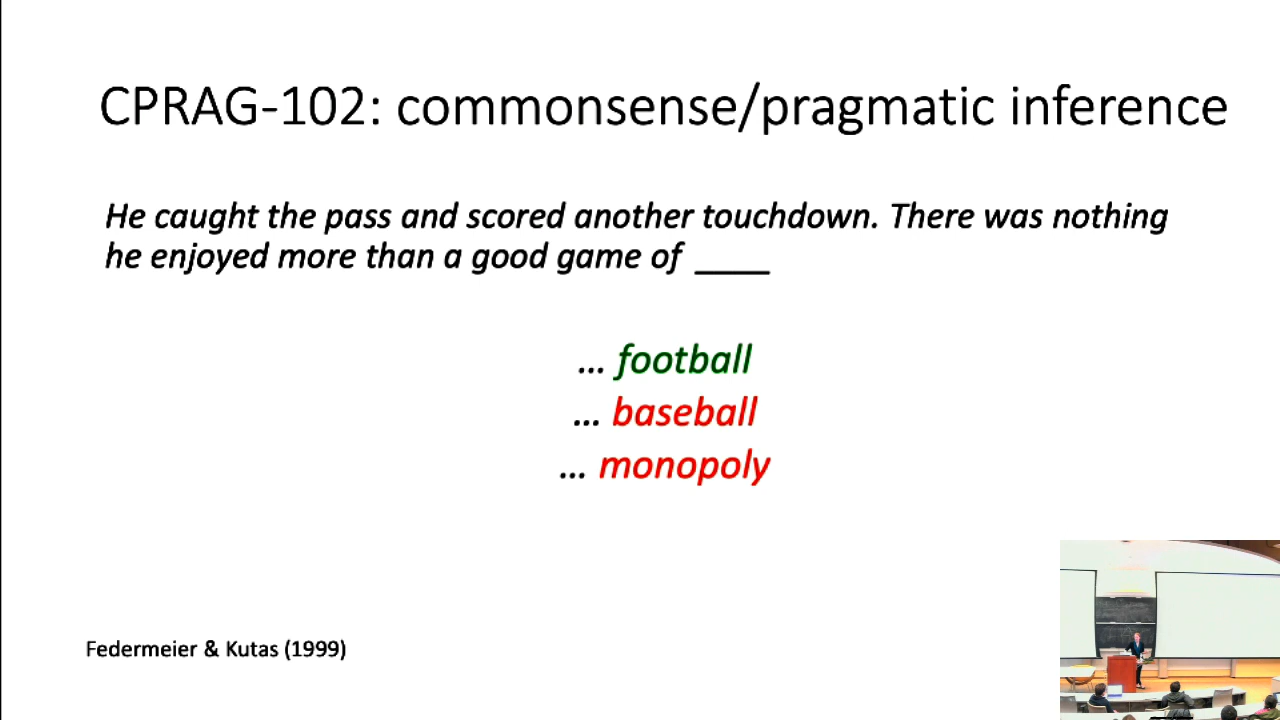 CPRAG-102: commonsense/pragmatic inference
He caught the pass and scored another touchdown. There was nothing
he enjoyed more than a good game of ____
... football
... baseball
... monopoly
Federmeier & Kutas (1999)